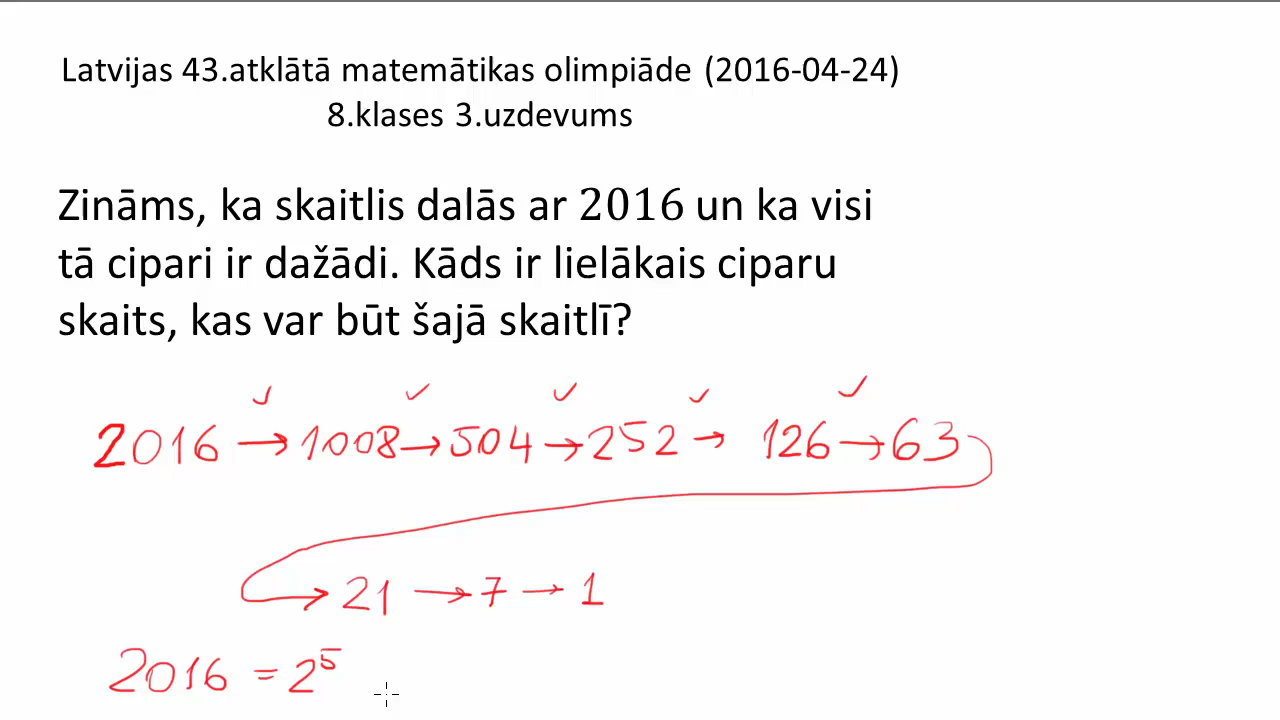 Latvijas 43.atklātā matemātikas olimpiāde (2016-04-24)
8.klases 3.uzdevums
Zināms, ka skaitlis dalās ar 2016 un ka visi
tā cipari ir dažādi. Kāds ir lielākais ciparu
skaits, kas var būt šajā skaitlī?
2016 → 1008 → 504 → 252 → 126 → 63
→ 21 → 7 → 1
2016 = 2⁵